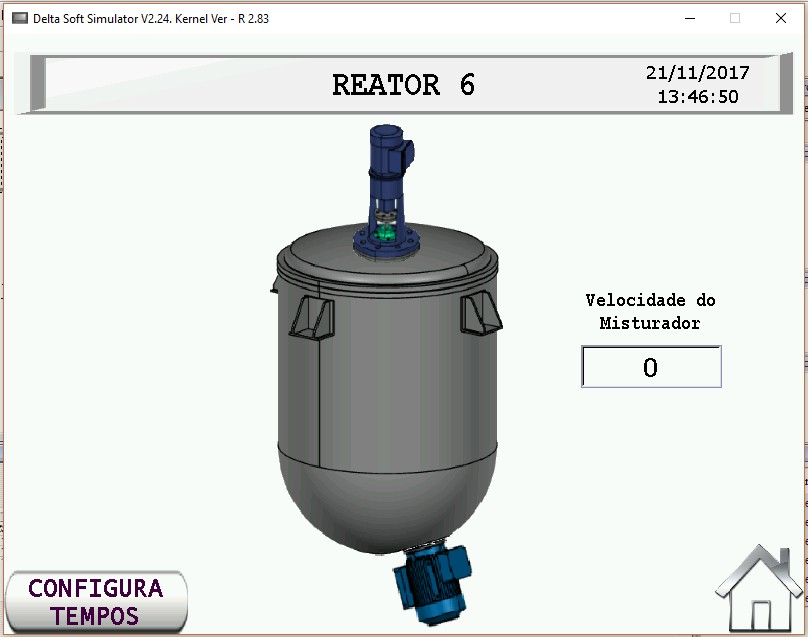 Delta Soft Simulator V2.24. Kernel Ver - R 2.83
REATOR 6
21/11/2017
13:46:50
Velocidade do
Misturador
0
CONFIGURA
TEMPOS